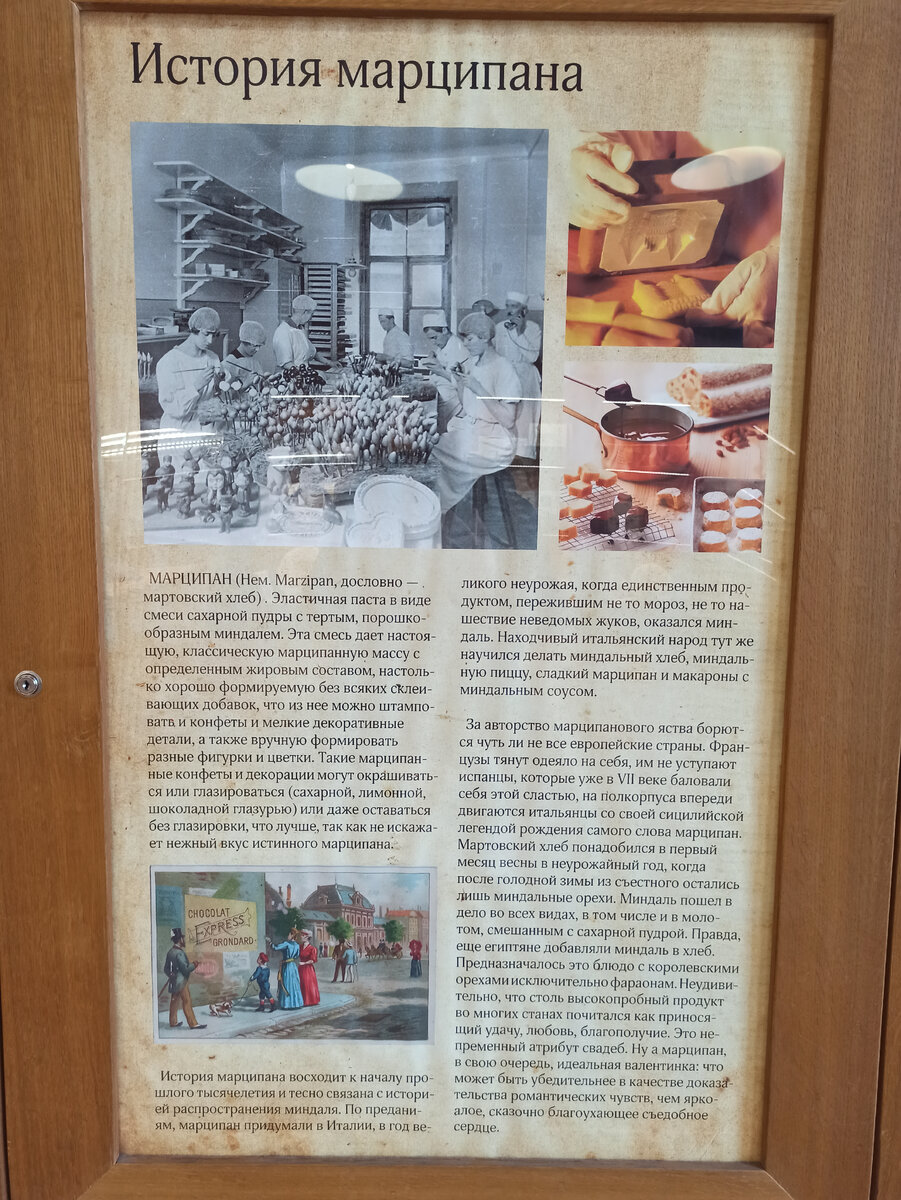 История марципана
МАРЦИПАН (Нем. Marzipan, дословно —
мартовский хлеб) . Эластичная паста в виде
смеси сахарной пудры с тертым, порошко-
образным миндалем. Эта смесь дает настоя-
щую, классическую марципанную массу с
определенным жировым составом, настоль-
ко хорошо формируемую без всяких склеи-
вающих добавок, что из нее можно штампо-
вать и конфеты и мелкие декоративные
детали, а также вручную формировать
разные фигурки и цветки. Такие марципан-
ные конфеты и декорации могут окрашивать-
ся или глазироваться (сахарной, лимонной,
шоколадной глазурью) или даже оставаться
без глазировки, что лучше, так как не искажа-
ет нежный вкус истинного марципана.
CHOCOLAT
EXPRESS
GRONDARD
История марципана восходит к началу про-
шлого тысячелетия и тесно связана с истори-
ей распространения миндаля. По предани-
ям, марципан придумали в Италии, в год ве-
ликого неурожая, когда единственным про-
дуктом, пережившим не то мороз, не то на-
шествие неведомых жуков, оказался мин-
даль. Находчивый итальянский народ тут же
научился делать миндальный хлеб, миндаль-
ную пиццу, сладкий марципан и макароны с
миндальным соусом.
За авторство марципанового яства борют-
ся чуть ли не все европейские страны. Фран-
цузы тянут одеяло на себя, им не уступают
испанцы, которые уже в VII веке баловали
себя этой сластью, на полкорпуса впереди
двигаются итальянцы со своей сицилийской
легендой рождения самого слова марципан.
Мартовский хлеб понадобился в первый
месяц весны в неурожайный год, когда
после голодной зимы из съестного остались
лишь миндальные орехи. Миндаль пошел в
дело во всех видах, в том числе и в моло-
том, смешанным с сахарной пудрой. Правда,
еще египтяне добавляли миндаль в хлеб.
Предназначалось это блюдо с королевскими
орехами исключительно фараонам. Неудиви-
тельно, что столь высокопробный продукт
во многих станах почитался как принося-
щий удачу, любовь, благополучие. Это не-
пременный атрибут свадеб. Ну а марципан,
в свою очередь, идеальная валентинка: что
может быть убедительнее в качестве доказа-
тельства романтических чувств, чем ярко-
алое, сказочно благоухающее съедобное
сердце.